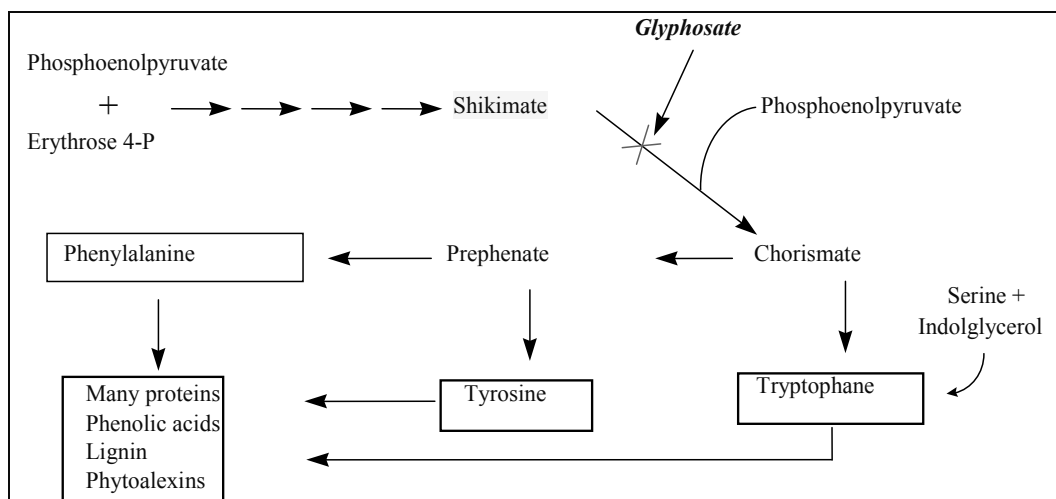 Glyphosate
Phosphoenolpyruvate
+
Erythrose 4-P
Shikimate
Phosphoenolpyruvate
Phenylalanine
Prephenate
Chorismate
Serine +
Indolglycerol
Many proteins
Phenolic acids
Lignin
Phytoalexins
Tyrosine
Tryptophane